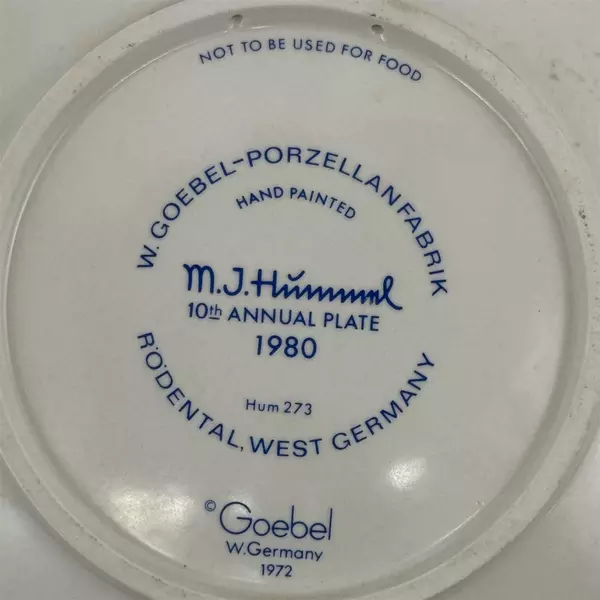 NOT TO BE USED FOR FOOD
W. GOEBEL-PORZELLANFABRIK
HAND PAINTED
M.J.Hümmel
10th ANNUAL PLATE
1980
Hum 273
RÖDENTAL, WEST GERMANY
© Goebel
W.Germany
1972